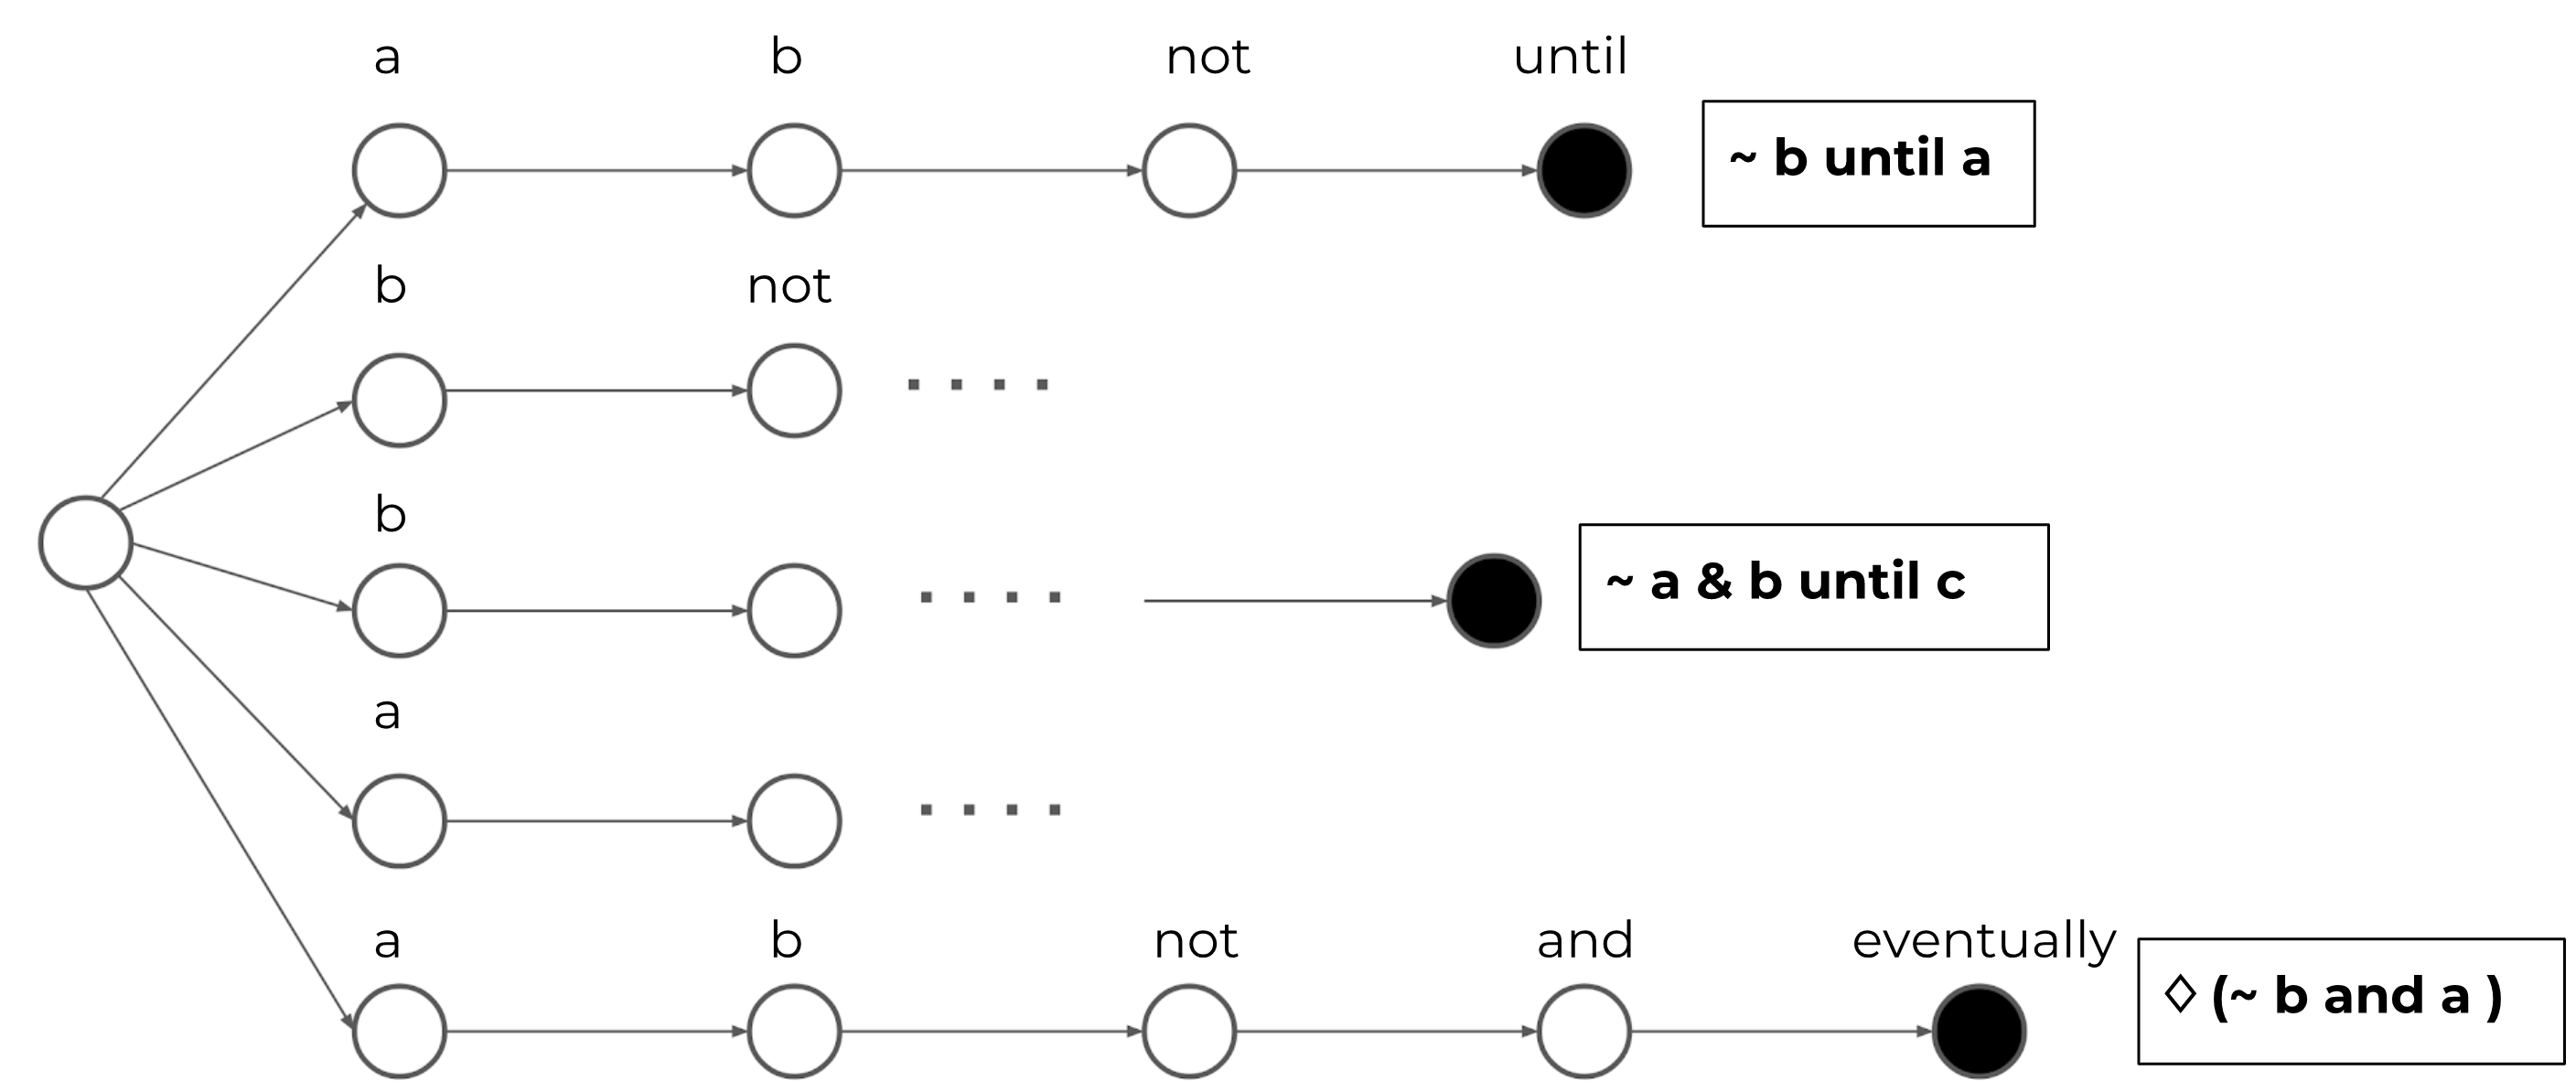 a b not until
~ b until a
b not
b
~ a & b until c
a
a b not and eventually
◊ (~ b and a )